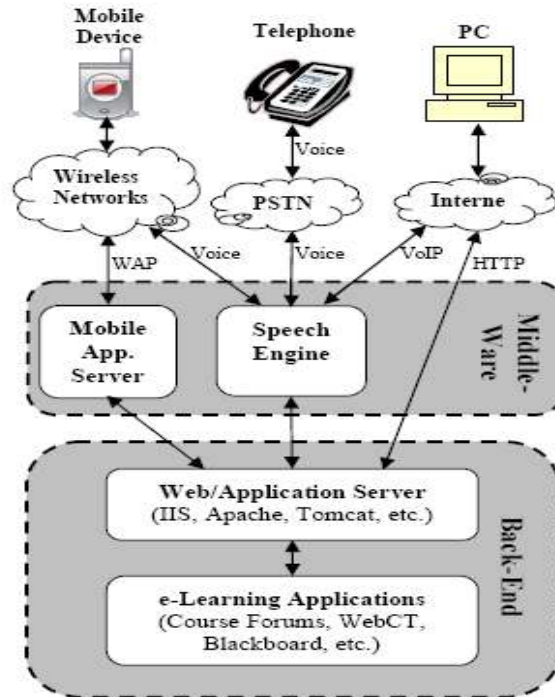 Mobile
Device
Telephone
PC
Voice
Wireless
Networks
PSTN
Interne
WAP
Voice
Voice
VoIP
HTTP
Mobile
App.
Server
Speech
Engine
Middle-
Ware
Web/Application Server
(IIS, Apache, Tomcat, etc.)
e-Learning Applications
(Course Forums, WebCT,
Blackboard, etc.)
Back-End